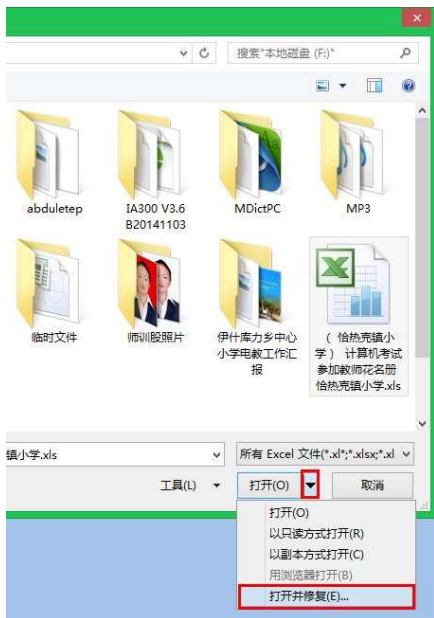 搜索"本地磁盘 (F:)"
abduletep
IA300 V3.6
B20141103
MDictPC
MP3
临时文件
师训股照片
伊什库力乡中心
小学电教工作汇
报
（ 恰热克镇小
学） 计算机考试
参加教师花名册
恰热克镇小学.xls
镇小学.xls
所有 Excel 文件(*.xl*;*.xlsx;*.xl
工具(L)
打开(O)
取消
打开(O)
以只读方式打开(R)
以副本方式打开(C)
用浏览器打开(B)
打开并修复(E)...